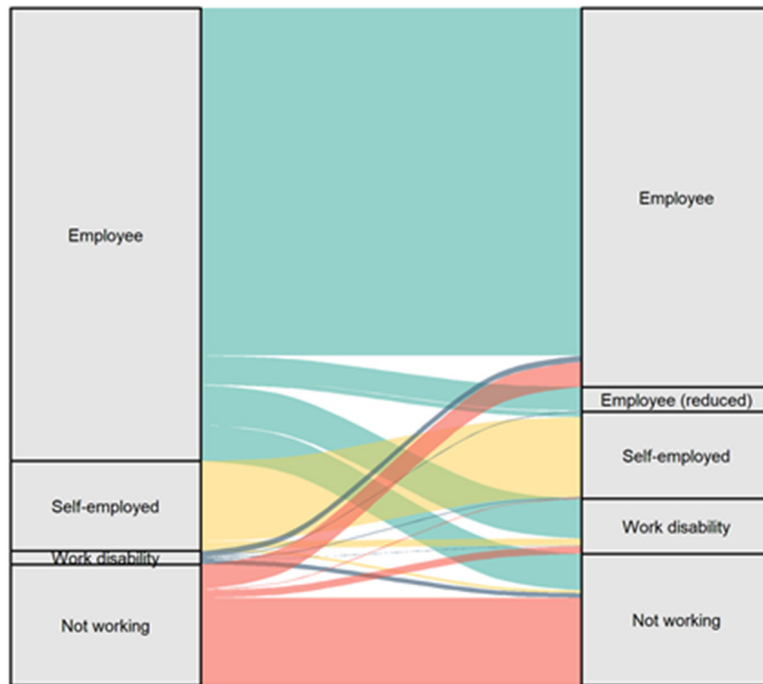 Employee
Self-employed
Work disability
Not working
Employee
Employee (reduced)
Self-employed
Work disability
Not working